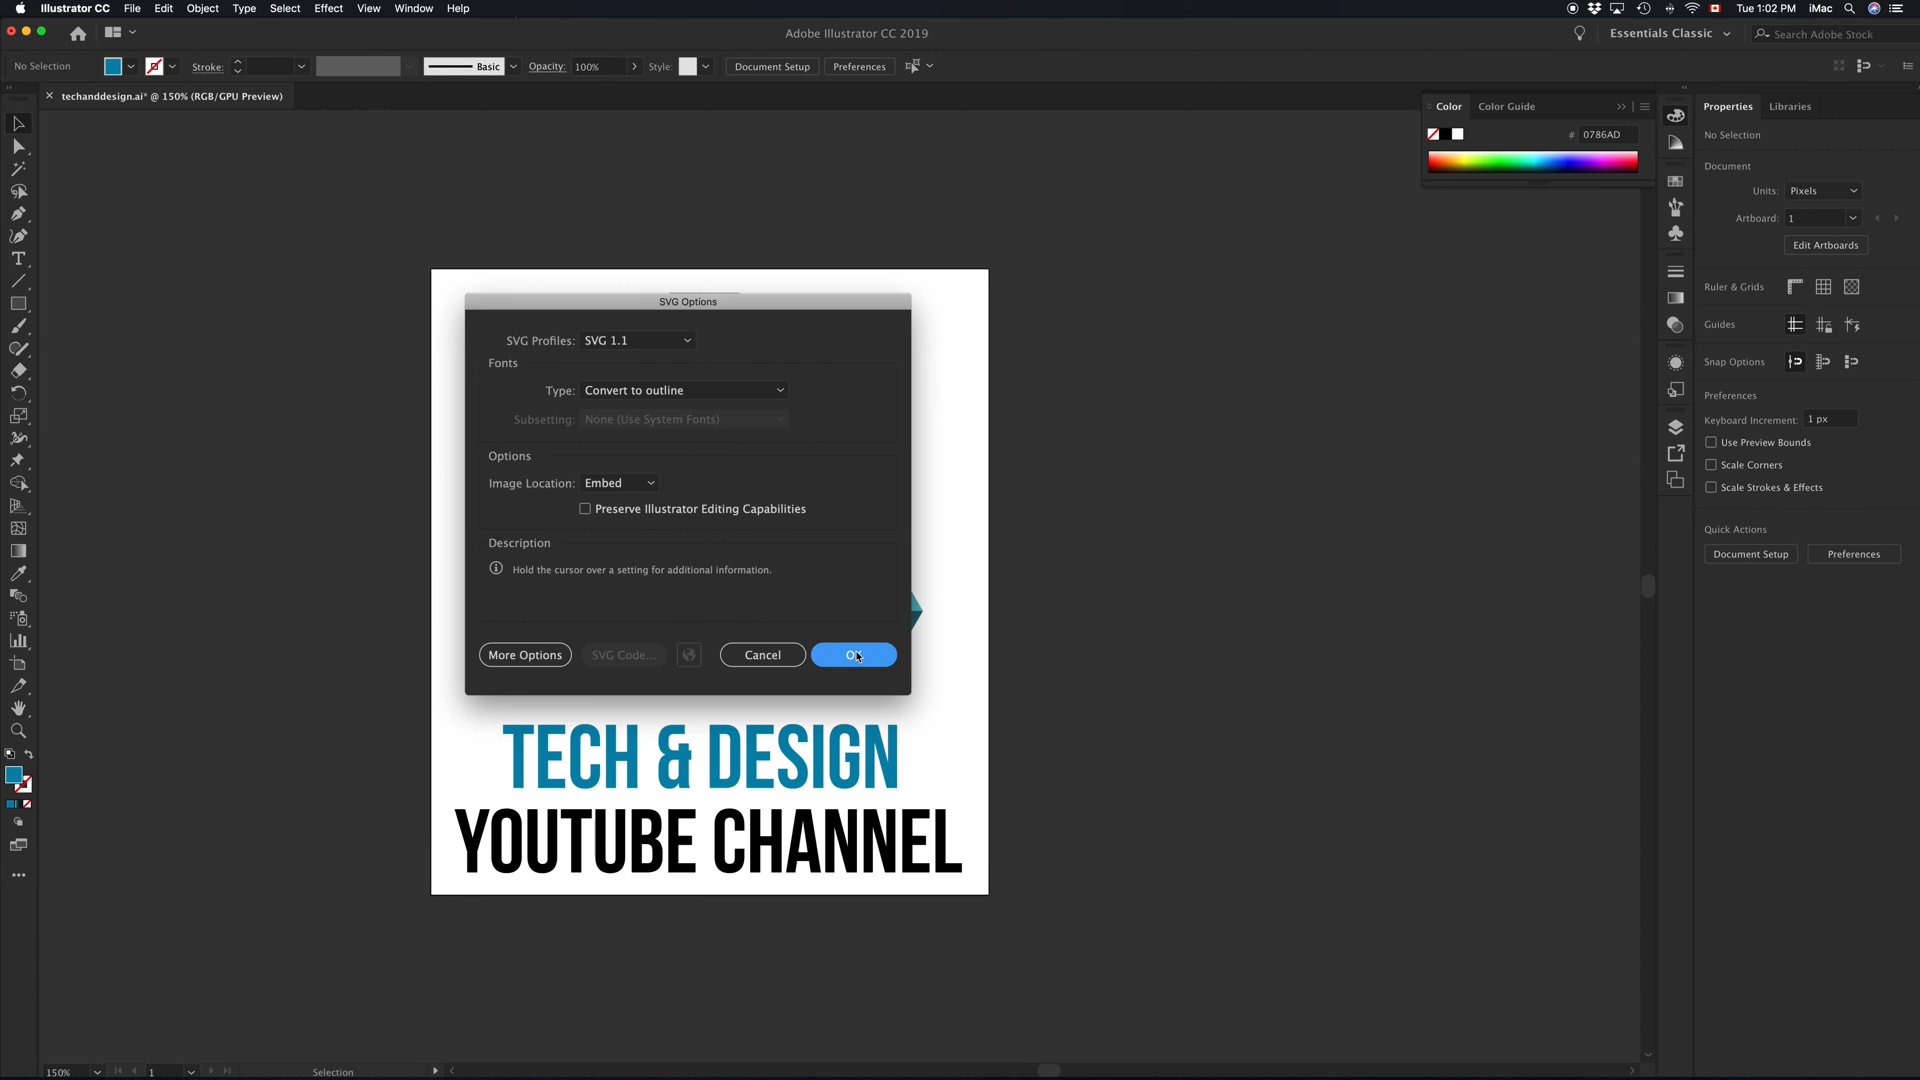 Illustrator CC File Edit Object Type Select Effect View Window Help Tue 1:02 PM iMac
Adobe Illustrator CC 2019 Essentials Classic Search Adobe Stock
No Selection Stroke: Basic Opacity: 100% Style: Document Setup Preferences
techanddesign.ai* @ 150% (RGB/GPU Preview)
Color Color Guide
# 0786AD
Properties Libraries
No Selection
Document
Units: Pixels
Artboard: 1
Edit Artboards
Ruler & Grids
Guides
Snap Options
Preferences
Keyboard Increment: 1 px
Use Preview Bounds
Scale Corners
Scale Strokes & Effects
Quick Actions
Document Setup Preferences
SVG Options
SVG Profiles: SVG 1.1
Fonts
Type: Convert to outline
Subsetting: None (Use System Fonts)
Options
Image Location: Embed
Preserve Illustrator Editing Capabilities
Description
Hold the cursor over a setting for additional information.
More Options SVG Code... Cancel OK
TECH & DESIGN
YOUTUBE CHANNEL
150% 1 Selection